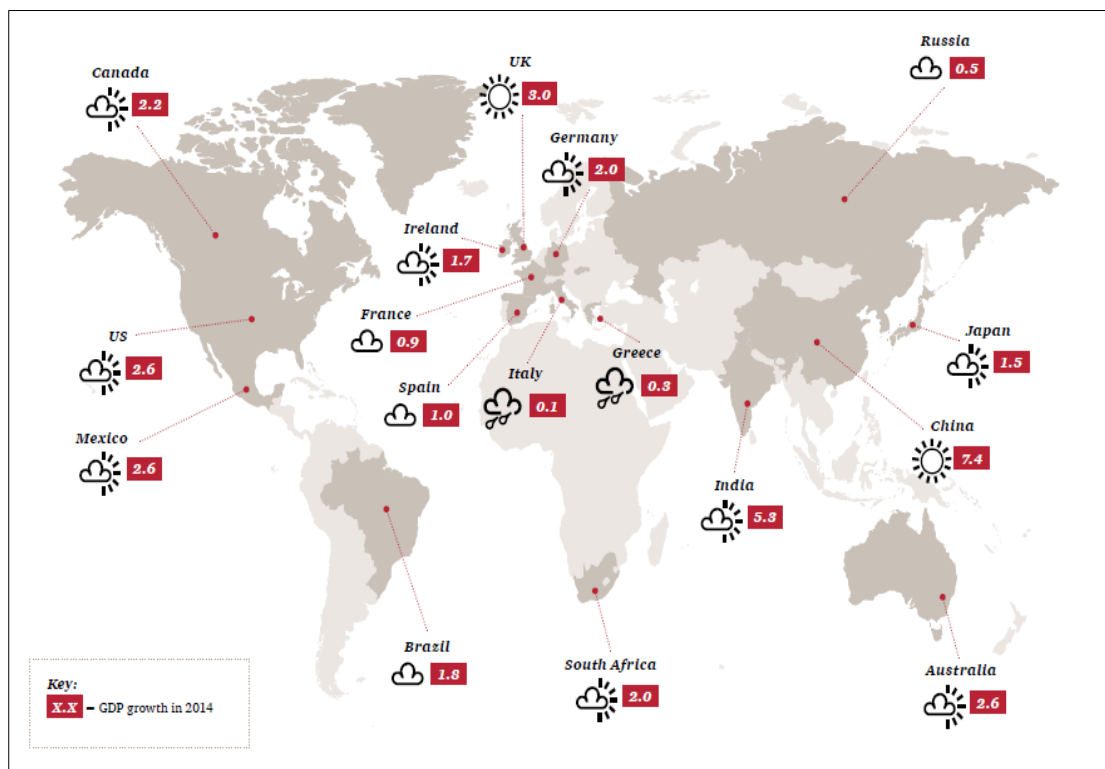 Russia
0.5
UK
3.0
Canada
2.2
Germany
2.0
Ireland
1.7
France
0.9
US
2.6
Japan
1.5
Greece
0.3
Italy
0.1
Spain
1.0
Mexico
2.6
China
7.4
India
5.3
Brazil
1.8
South Africa
2.0
Australia
2.6
Key:
X.X – GDP growth in 2014